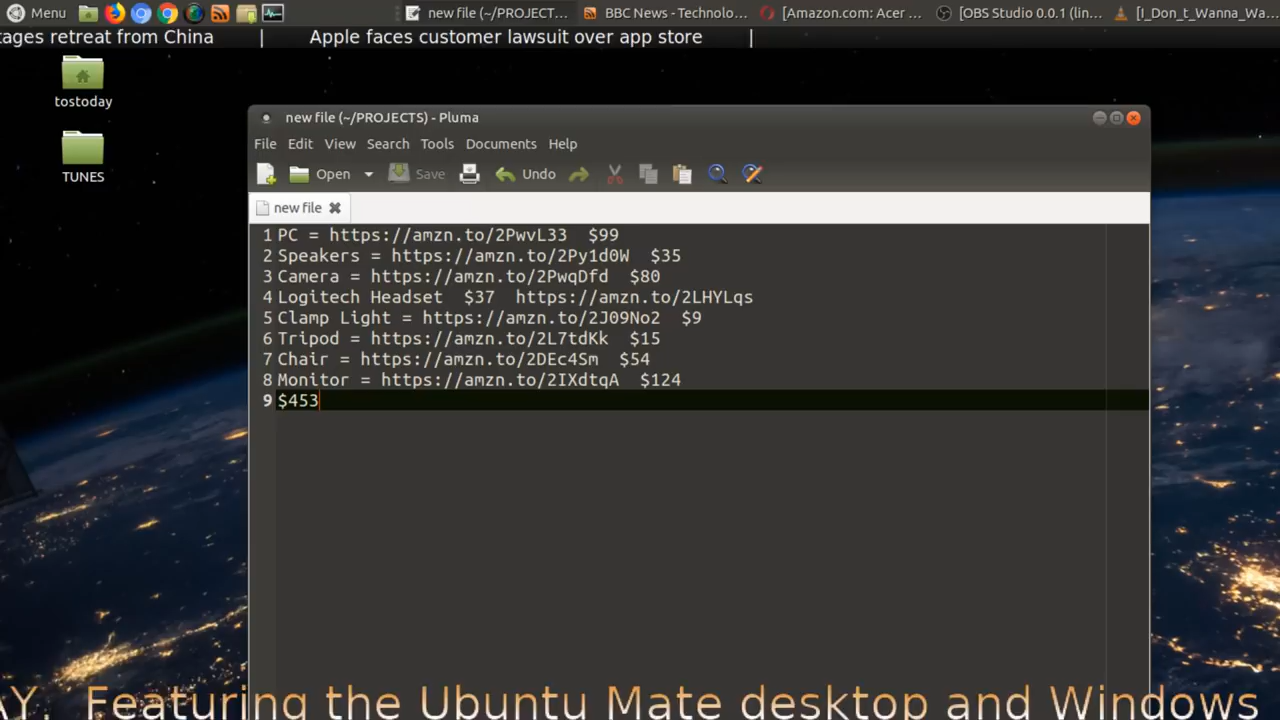 Menu new file (~/PROJECT... BBC News - Technolo... [Amazon.com: Acer ... [OBS Studio 0.0.1 (lin... [I_Don_t_Wanna_Wa...
tages retreat from China | Apple faces customer lawsuit over app store |
tostoday
TUNES
new file (~/PROJECTS) - Pluma
File Edit View Search Tools Documents Help
Open Save Undo
new file
1 PC = https://amzn.to/2PwvL33 $99
2 Speakers = https://amzn.to/2Py1d0W $35
3 Camera = https://amzn.to/2PwqDfd $80
4 Logitech Headset $37 https://amzn.to/2LHYLqs
5 Clamp Light = https://amzn.to/2J09No2 $9
6 Tripod = https://amzn.to/2L7tdKk $15
7 Chair = https://amzn.to/2DEc4Sm $54
8 Monitor = https://amzn.to/2IXdtqA $124
9 $453
AY. Featuring the Ubuntu Mate desktop and Windows